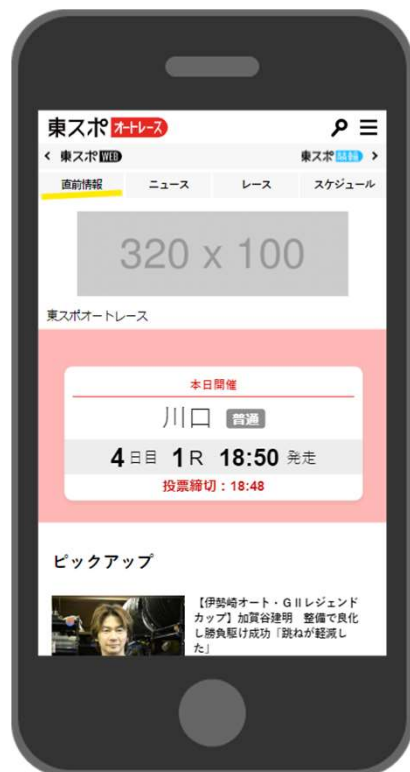 東スポ オートレース
東スポWEB 東スポ競輪
直前情報 ニュース レース スケジュール
320 x 100
東スポオートレース
本日開催
川口 普通
4日目 1R 18:50 発走
投票締切：18:48
ピックアップ
【伊勢崎オート・GⅡレジェンド
カップ】加賀谷建明　整備で良化
し勝負駆け成功「跳ねが軽減し
た」